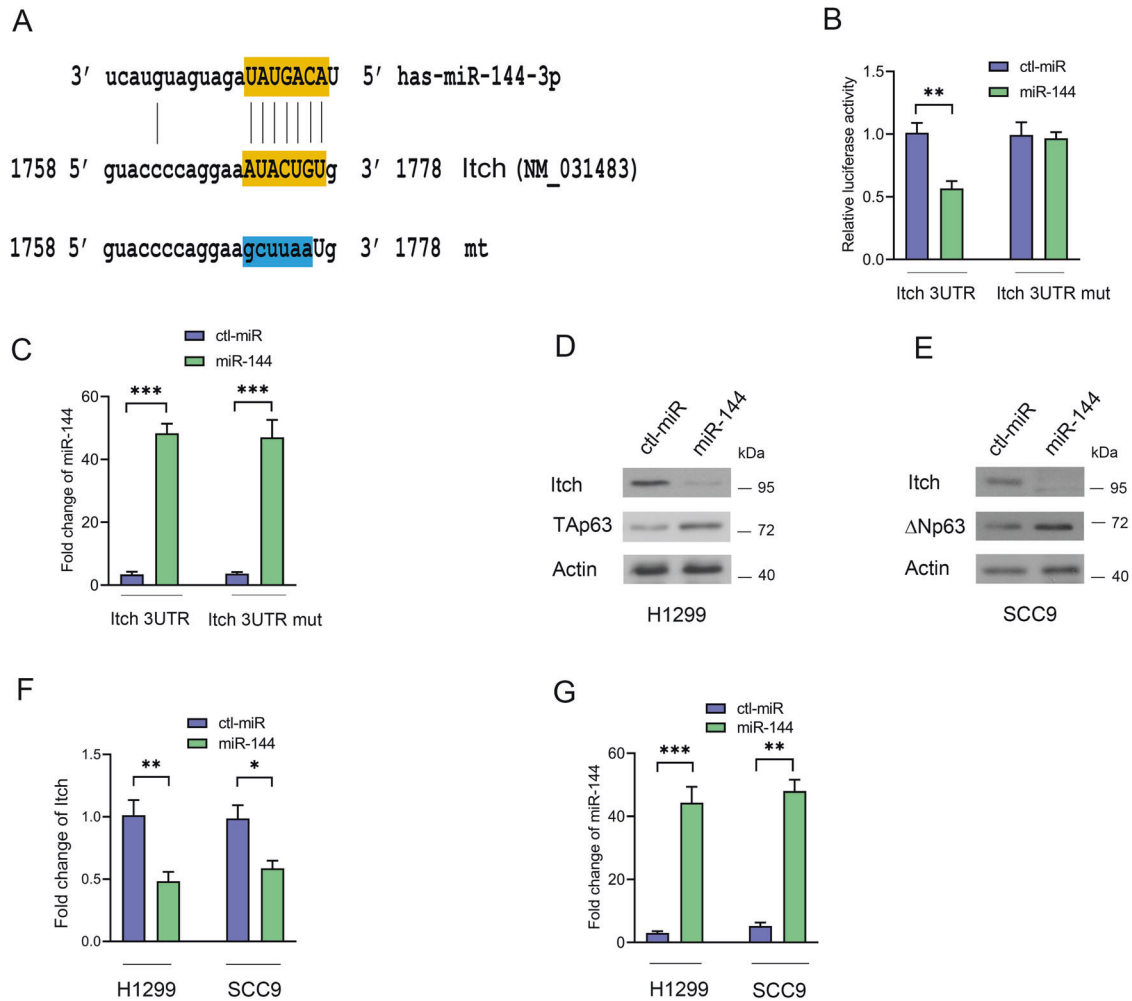 A
3′ ucauguaguagaUAUGACAU 5′ has-miR-144-3p
1758 5′ guaccccaggaaAUACUGUg 3′ 1778 Itch (NM_031483)
1758 5′ guaccccaggaagcuuaaUg 3′ 1778 mt
B
ctl-miR
miR-144
Relative luciferase activity
1.5
1.0
0.5
0.0
**
Itch 3UTR
Itch 3UTR mut
C
ctl-miR
miR-144
Fold change of miR-144
60
40
20
0
***
***
Itch 3UTR
Itch 3UTR mut
D
ctl-miR
miR-144
kDa
Itch
95
TAp63
72
Actin
40
H1299
E
ctl-miR
miR-144
kDa
Itch
95
ΔNp63
72
Actin
40
SCC9
F
ctl-miR
miR-144
Fold change of Itch
1.5
1.0
0.5
0.0
**
*
H1299
SCC9
G
ctl-miR
miR-144
Fold change of miR-144
60
40
20
0
***
**
H1299
SCC9